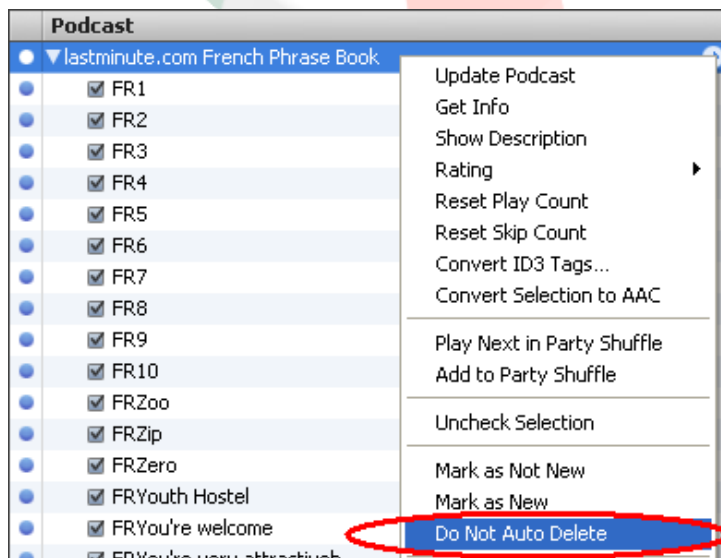 Podcast
lastminute.com French Phrase Book
FR1
FR2
FR3
FR4
FR5
FR6
FR7
FR8
FR9
FR10
FRZoo
FRZip
FRZero
FRYouth Hostel
FRYou're welcome
FRYou're very
Update Podcast
Get Info
Show Description
Rating
Reset Play Count
Reset Skip Count
Convert ID3 Tags...
Convert Selection to AAC
Play Next in Party Shuffle
Add to Party Shuffle
Uncheck Selection
Mark as Not New
Mark as New
Do Not Auto Delete